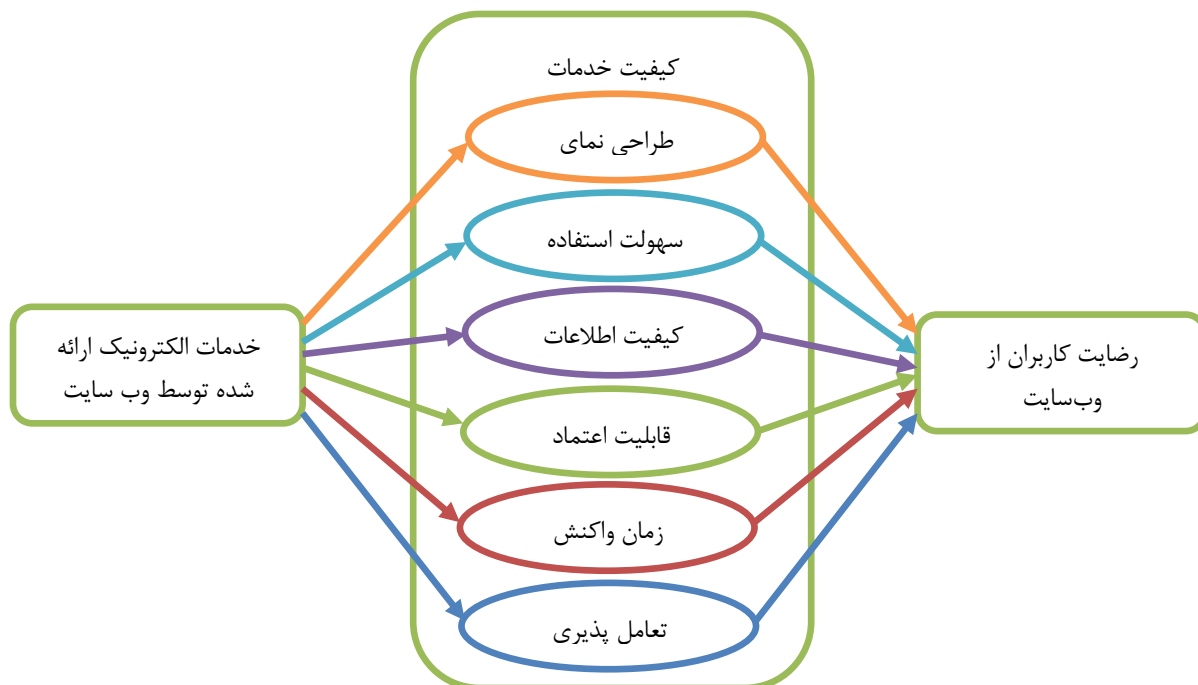 کیفیت خدمات
طراحی نمای
سهولت استفاده
کیفیت اطلاعات
قابلیت اعتماد
زمان واکنش
تعامل پذیری
خدمات الکترونیک ارائه
شده توسط وب سایت
رضایت کاربران از
وب‌سایت